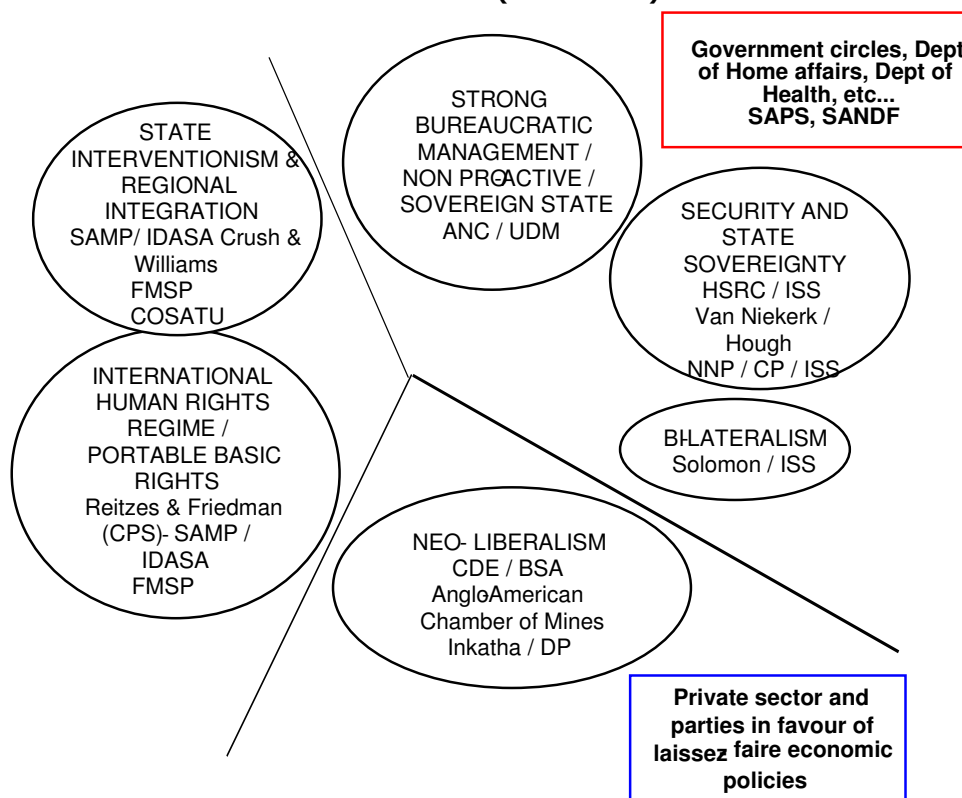 Government circles, Dept
of Home affairs, Dept of
Health, etc...
SAPS, SANDF
STRONG
BUREAUCRATIC
MANAGEMENT /
NON PRO-ACTIVE /
SOVEREIGN STATE
ANC / UDM
STATE
INTERVENTIONISM &
REGIONAL
INTEGRATION
SAMP/ IDASA Crush &
Williams
FMSP
COSATU
SECURITY AND
STATE
SOVEREIGNTY
HSRC / ISS
Van Niekerk /
Hough
NNP / CP / ISS
INTERNATIONAL
HUMAN RIGHTS
REGIME /
PORTABLE BASIC
RIGHTS
Reitzes & Friedman
(CPS)- SAMP /
IDASA
FMSP
BI-LATERALISM
Solomon / ISS
NEO- LIBERALISM
CDE / BSA
Anglo-American
Chamber of Mines
Inkatha / DP
Private sector and
parties in favour of
laissez- faire economic
policies